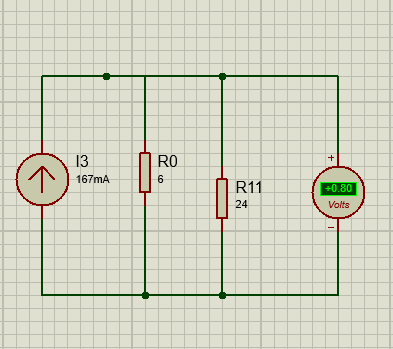 I3
167mA
R0
6
R11
24
+
+0.80
Volts
−